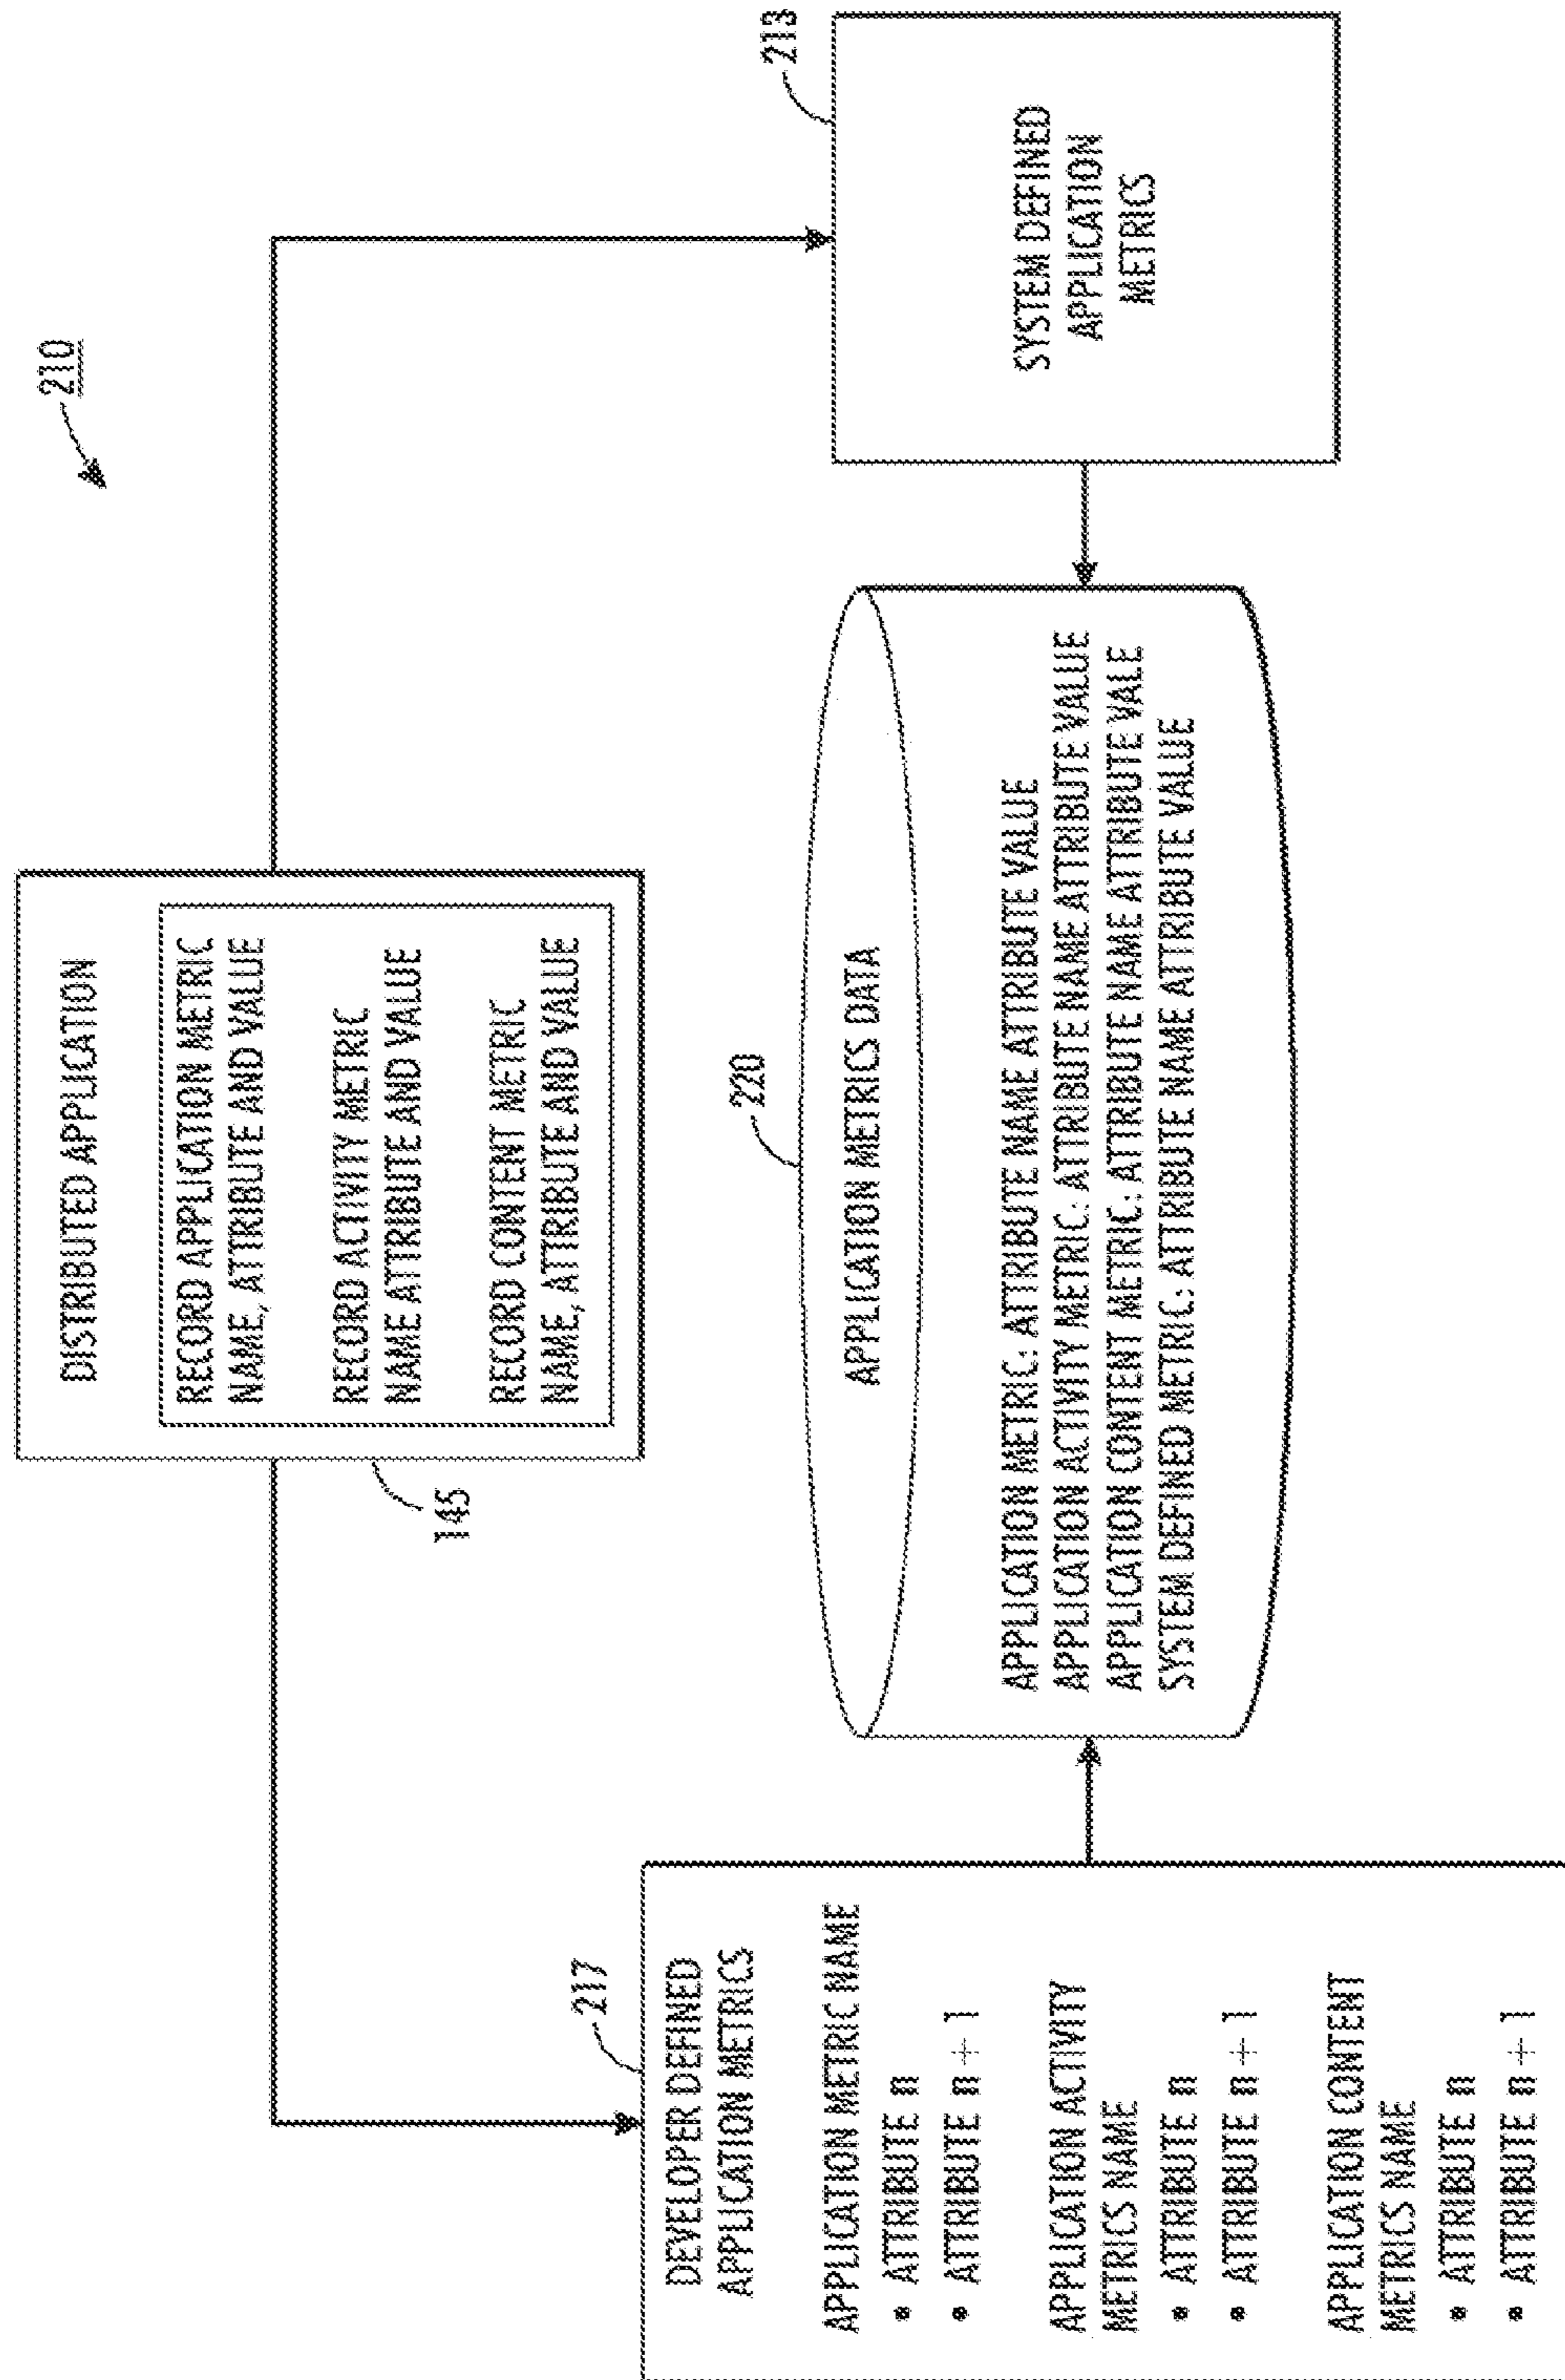 210
DISTRIBUTED APPLICATION
RECORD APPLICATION METRIC
NAME, ATTRIBUTE AND VALUE
RECORD ACTIVITY METRIC
NAME ATTRIBUTE AND VALUE
RECORD CONTENT METRIC
NAME, ATTRIBUTE AND VALUE
145
217
DEVELOPER DEFINED
APPLICATION METRICS
APPLICATION METRIC NAME
• ATTRIBUTE n
• ATTRIBUTE n + 1
APPLICATION ACTIVITY
METRICS NAME
• ATTRIBUTE n
• ATTRIBUTE n + 1
APPLICATION CONTENT
METRICS NAME
• ATTRIBUTE n
• ATTRIBUTE n + 1
220
APPLICATION METRICS DATA
APPLICATION METRIC: ATTRIBUTE NAME ATTRIBUTE VALUE
APPLICATION ACTIVITY METRIC: ATTRIBUTE NAME ATTRIBUTE VALUE
APPLICATION CONTENT METRIC: ATTRIBUTE NAME ATTRIBUTE VALE
SYSTEM DEFINED METRIC: ATTRIBUTE NAME ATTRIBUTE VALUE
213
SYSTEM DEFINED
APPLICATION
METRICS